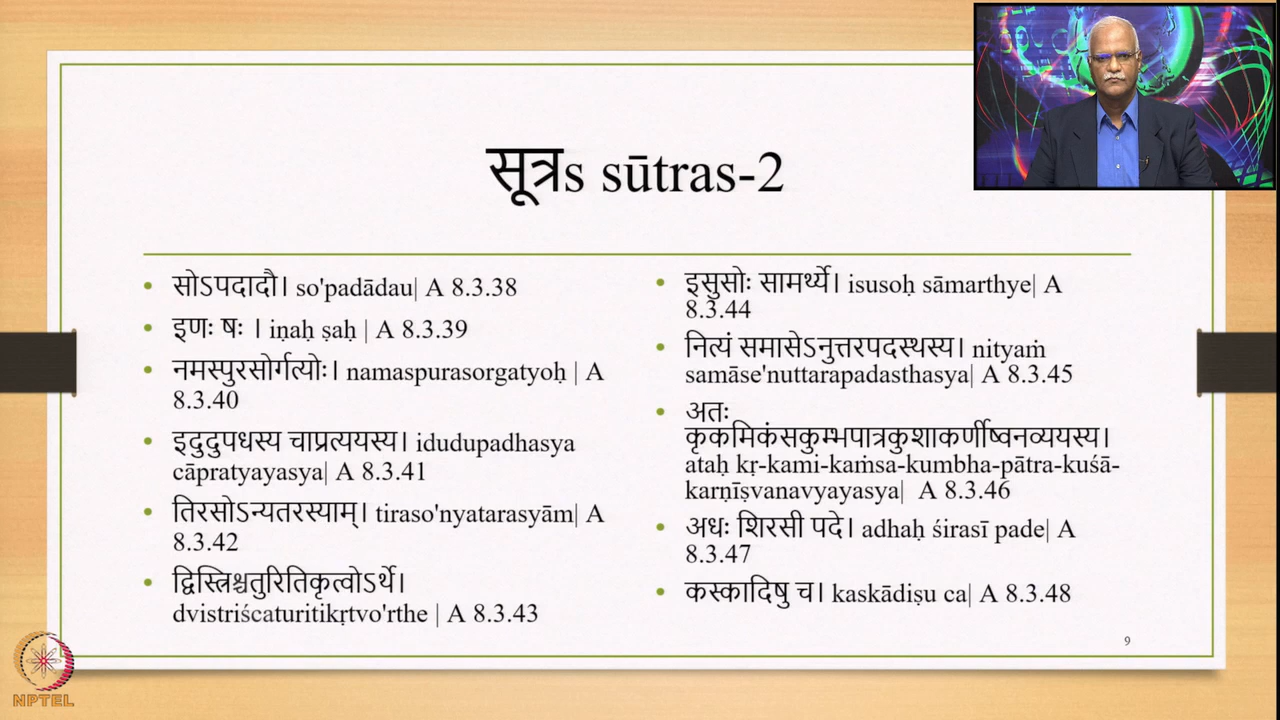 सूत्रs sūtras-2
• सोऽपदादौ। so'padādau| A 8.3.38
• इणः षः । iṇaḥ ṣaḥ | A 8.3.39
• नमस्पुरसोर्गत्योः। namaspurasorgatyoḥ | A
8.3.40
• इदुदुपधस्य चाप्रत्ययस्य। idudupadhasya
cāpratyayasya| A 8.3.41
• तिरसोऽन्यतरस्याम्। tiraso'nyatarasyām| A
8.3.42
• द्विस्त्रिश्चतुरितिकृत्वोऽर्थे।
dvistriścaturitikṛtvo'rthe | A 8.3.43
• इसुसोः सामर्थ्ये। isusoḥ sāmarthye| A
8.3.44
• नित्यं समासेऽनुत्तरपदस्थस्य। nityaṁ
samāse'nuttarapadasthasya| A 8.3.45
• अतः
कृकमिकंसकुम्भपात्रकुशाकर्णीष्वनव्ययस्य।
ataḥ kṛ-kami-kaṁsa-kumbha-pātra-kuśā-
karṇīṣvanavyayasya| A 8.3.46
• अधः शिरसी पदे। adhaḥ śirasī pade| A
8.3.47
• कस्कादिषु च। kaskādiṣu ca| A 8.3.48
9
NPTEL